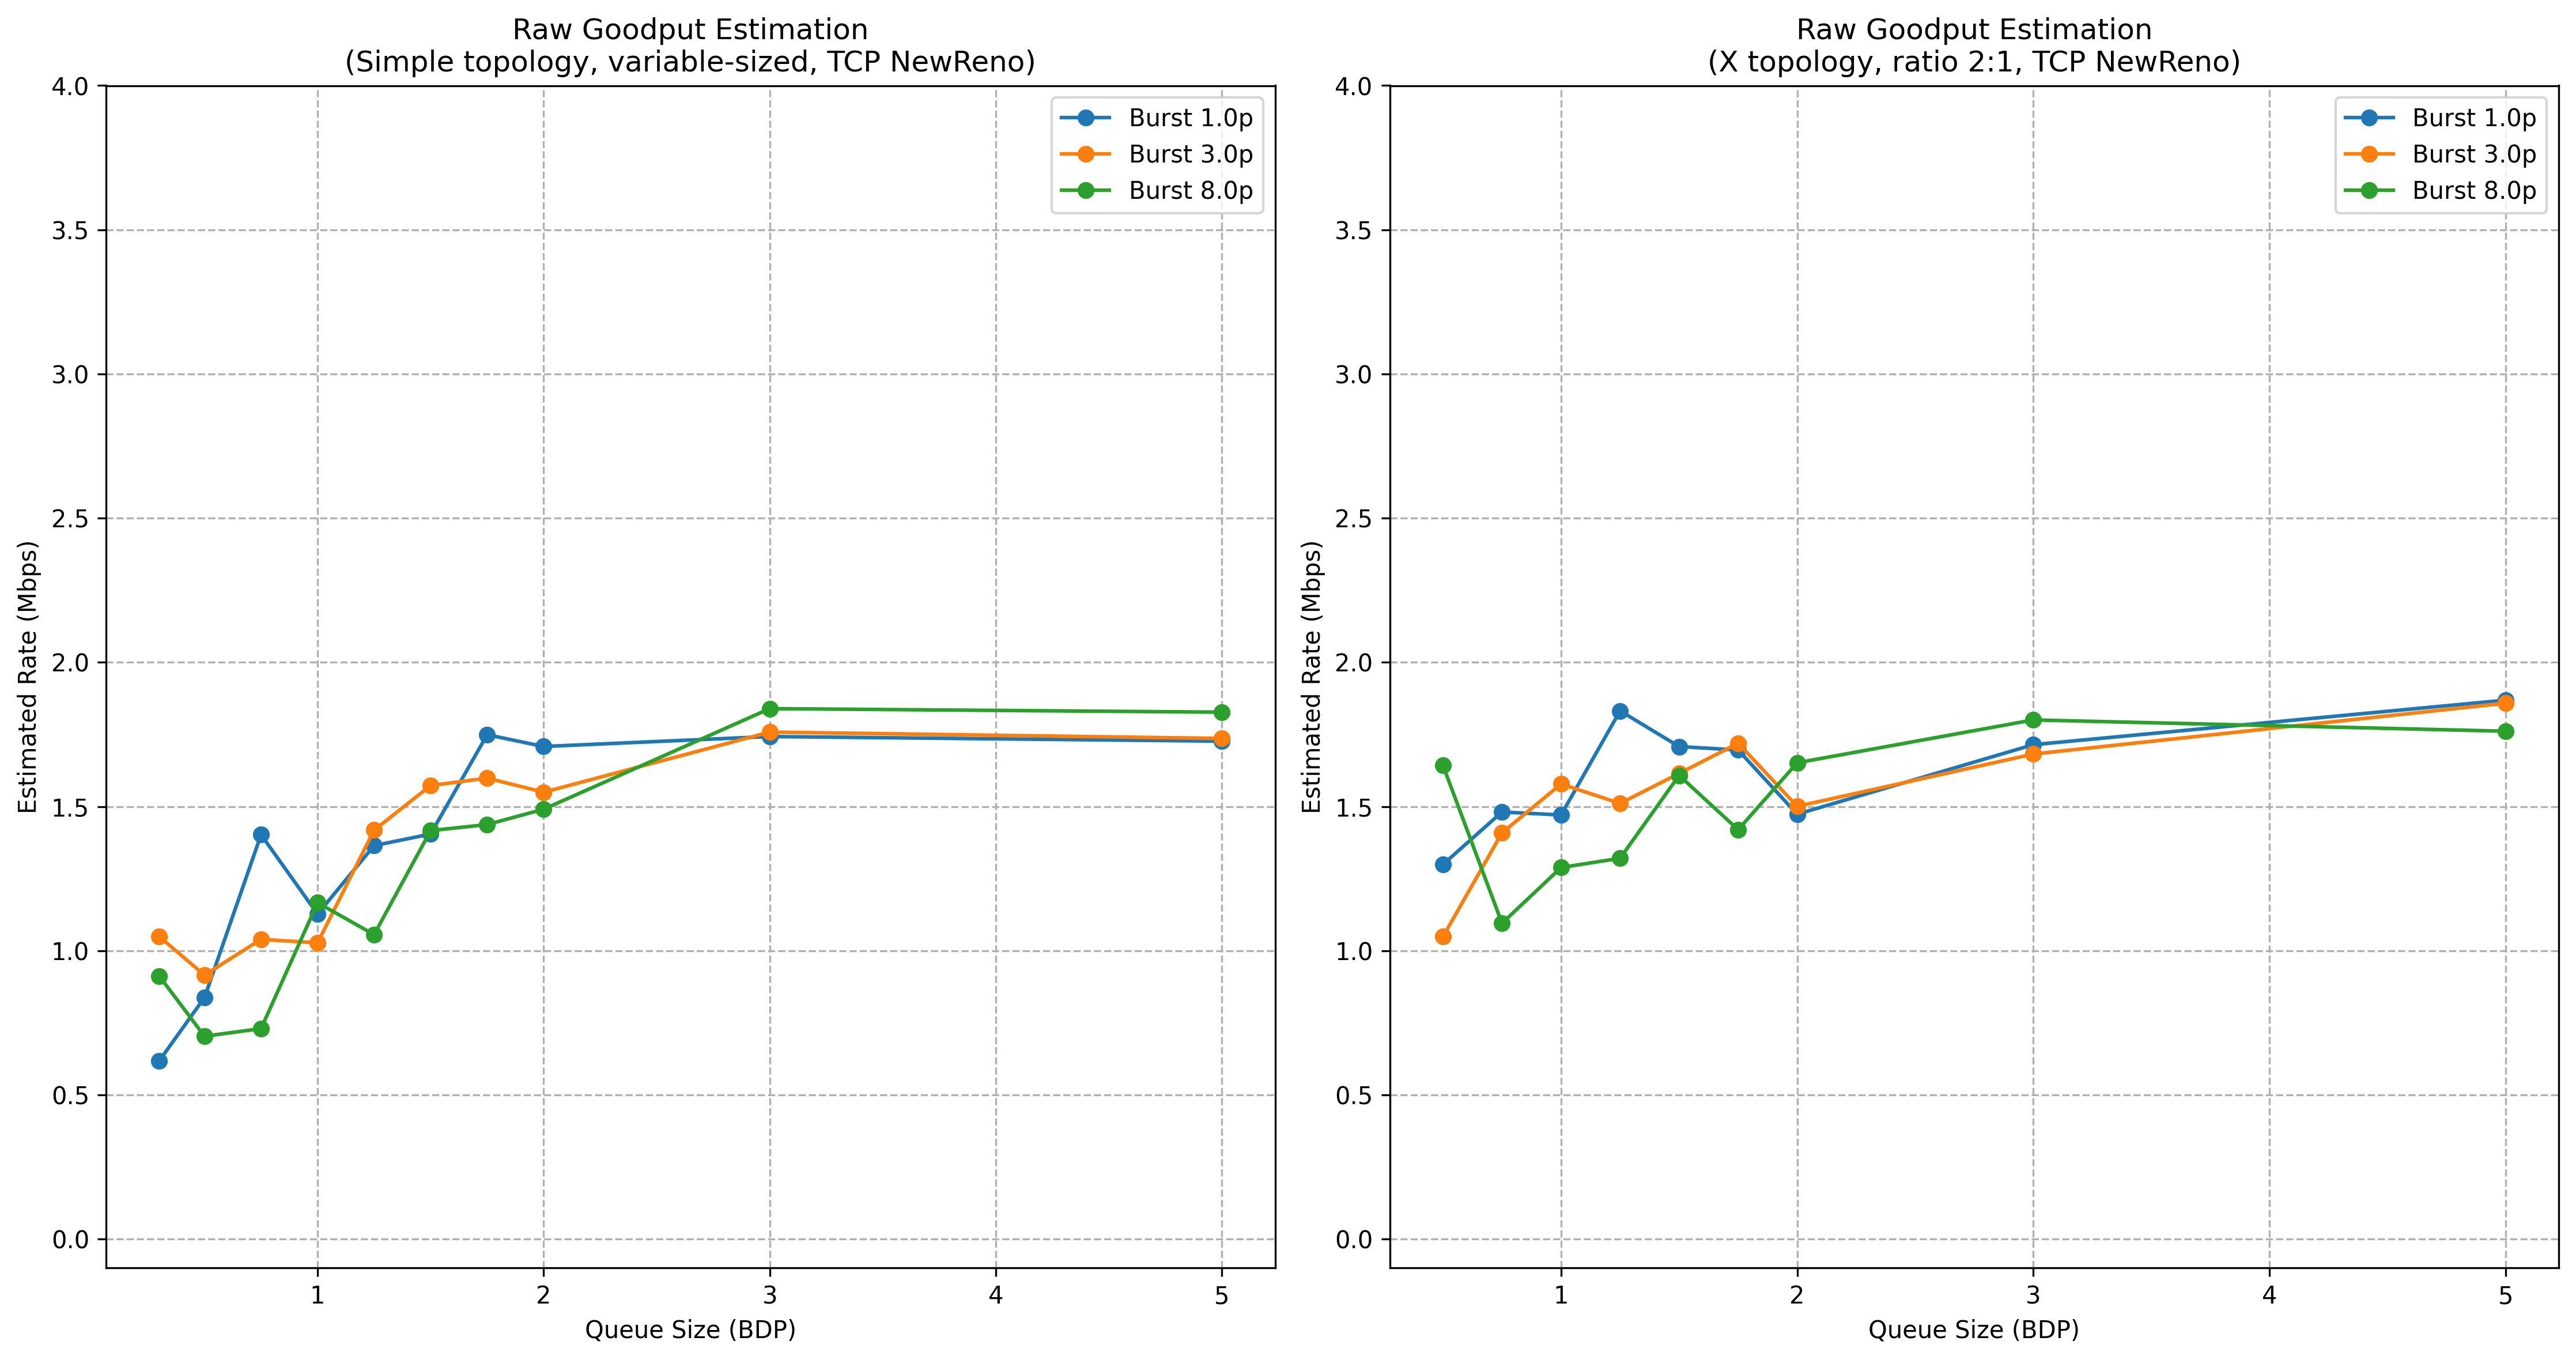 Raw Goodput Estimation
(Simple topology, variable-sized, TCP NewReno)
Estimated Rate (Mbps)
4.0
3.5
3.0
2.5
2.0
1.5
1.0
0.5
0.0
1 2 3 4 5
Queue Size (BDP)
Burst 1.0p
Burst 3.0p
Burst 8.0p
Raw Goodput Estimation
(X topology, ratio 2:1, TCP NewReno)
Estimated Rate (Mbps)
4.0
3.5
3.0
2.5
2.0
1.5
1.0
0.5
0.0
1 2 3 4 5
Queue Size (BDP)
Burst 1.0p
Burst 3.0p
Burst 8.0p